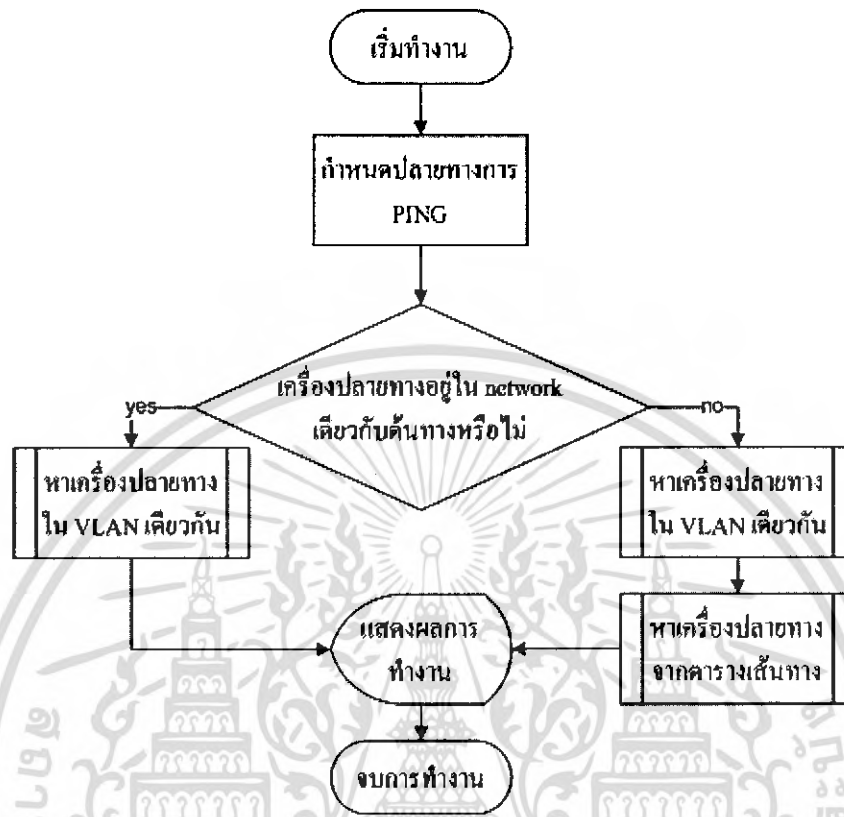 เริ่มทำงาน
กำหนดปลายทางการ
PING
เครื่องปลายทางอยู่ใน network
เดียวกับต้นทางหรือไม่
yes
no
หาเครื่องปลายทาง
ใน VLAN เดียวกัน
หาเครื่องปลายทาง
ใน VLAN เดียวกัน
แสดงผลการ
ทำงาน
หาเครื่องปลายทาง
จากตารางเส้นทาง
จบการทำงาน